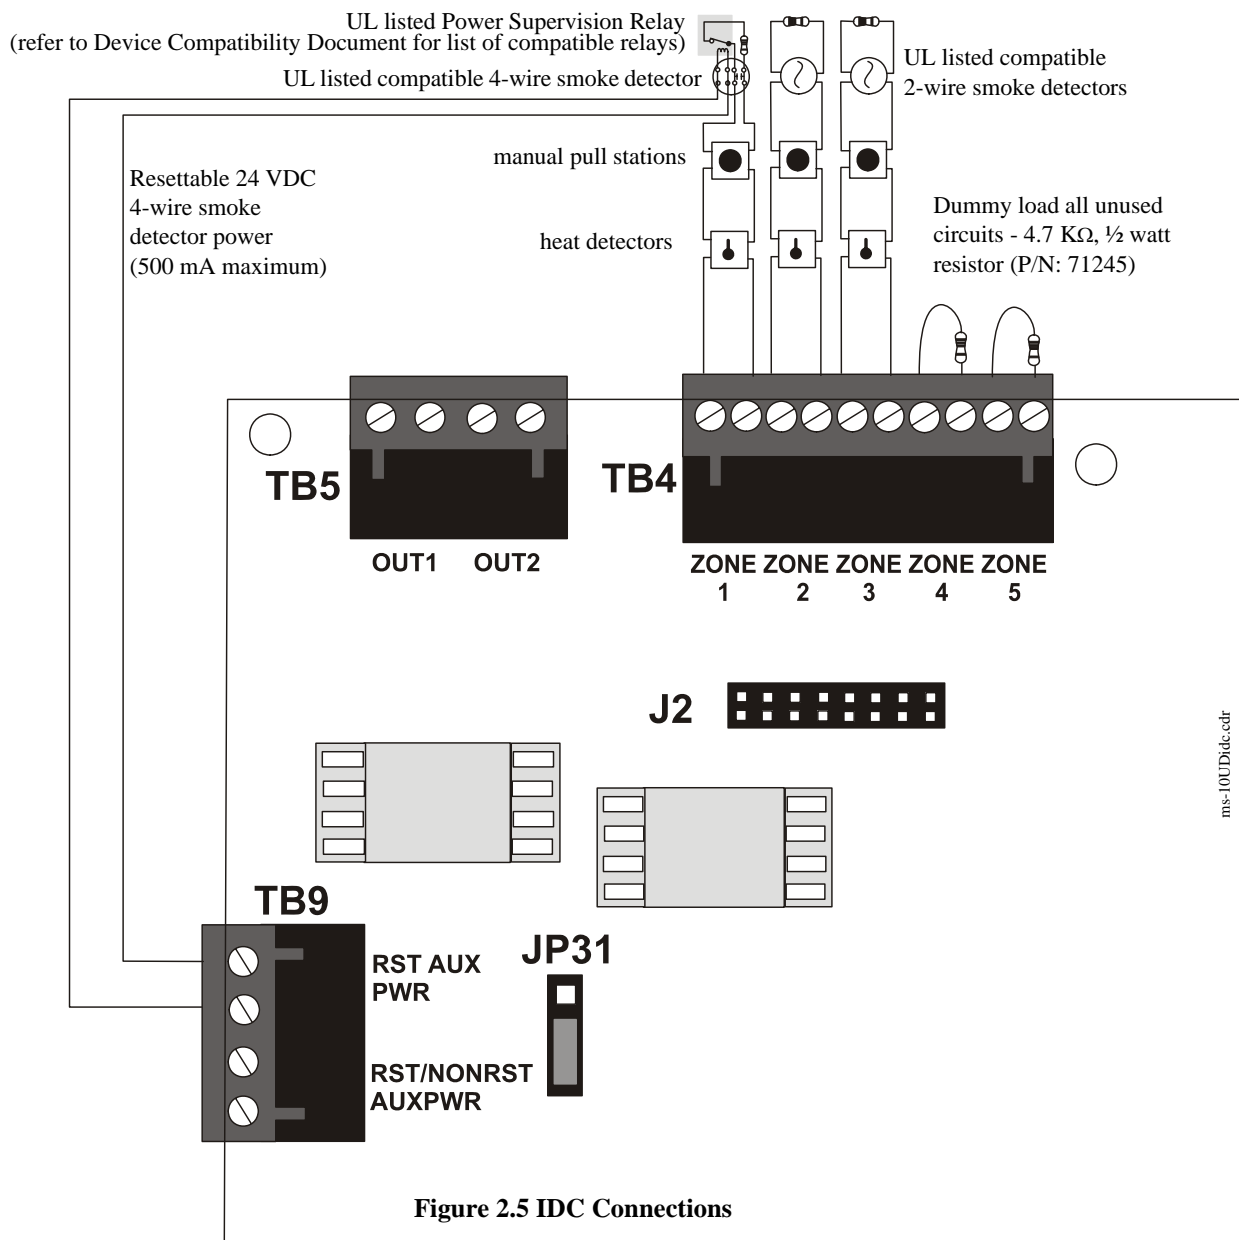 UL listed Power Supervision Relay
(refer to Device Compatibility Document for list of compatible relays)
UL listed compatible 4-wire smoke detector
UL listed compatible
2-wire smoke detectors
manual pull stations
Resettable 24 VDC
4-wire smoke
detector power
(500 mA maximum)
heat detectors
Dummy load all unused
circuits - 4.7 KΩ, ½ watt
resistor (P/N: 71245)
TB5
TB4
OUT1 OUT2
ZONE ZONE ZONE ZONE ZONE
1 2 3 4 5
J2
ms-10UDidc.cdr
TB9
JP31
RST AUX
PWR
RST/NONRST
AUXPWR
Figure 2.5 IDC Connections